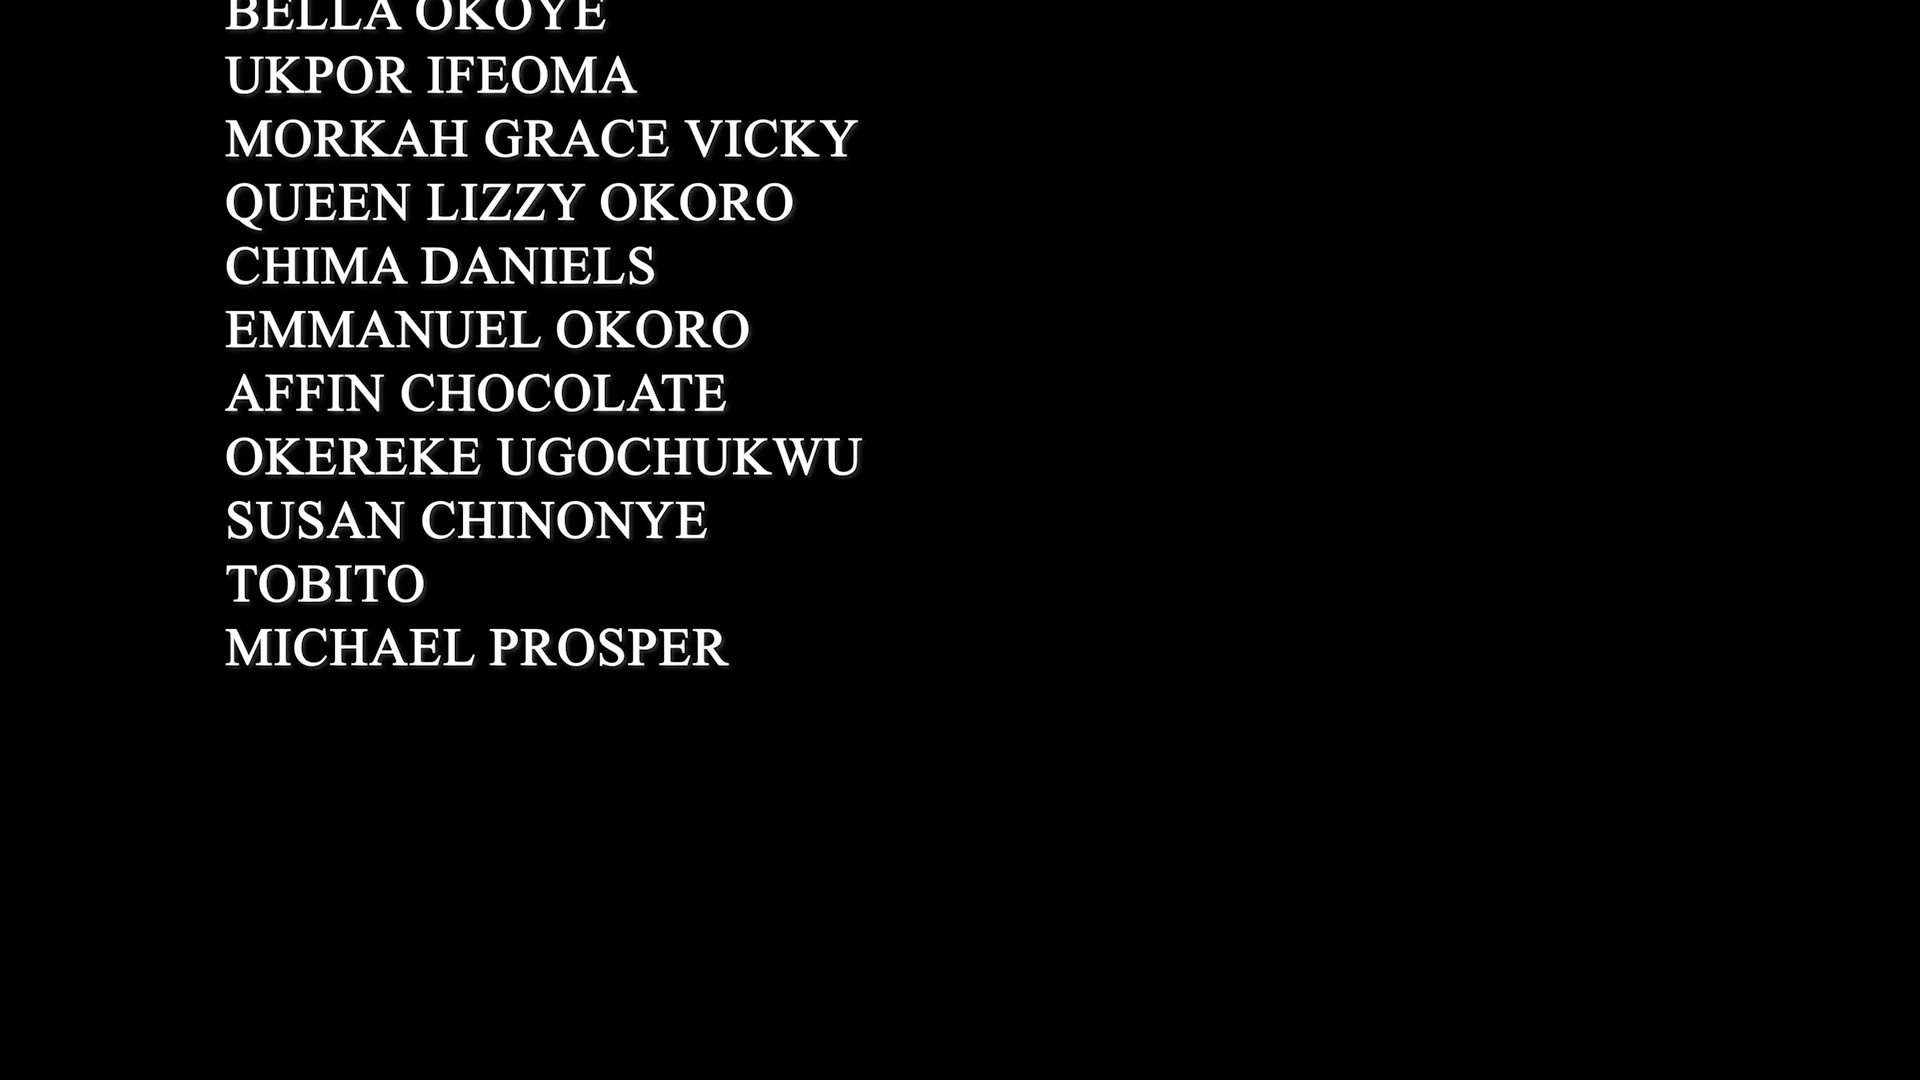 BELLA OKOYE
UKPOR IFEOMA
MORKAH GRACE VICKY
QUEEN LIZZY OKORO
CHIMA DANIELS
EMMANUEL OKORO
AFFIN CHOCOLATE
OKEREKE UGOCHUKWU
SUSAN CHINONYE
TOBITO
MICHAEL PROSPER